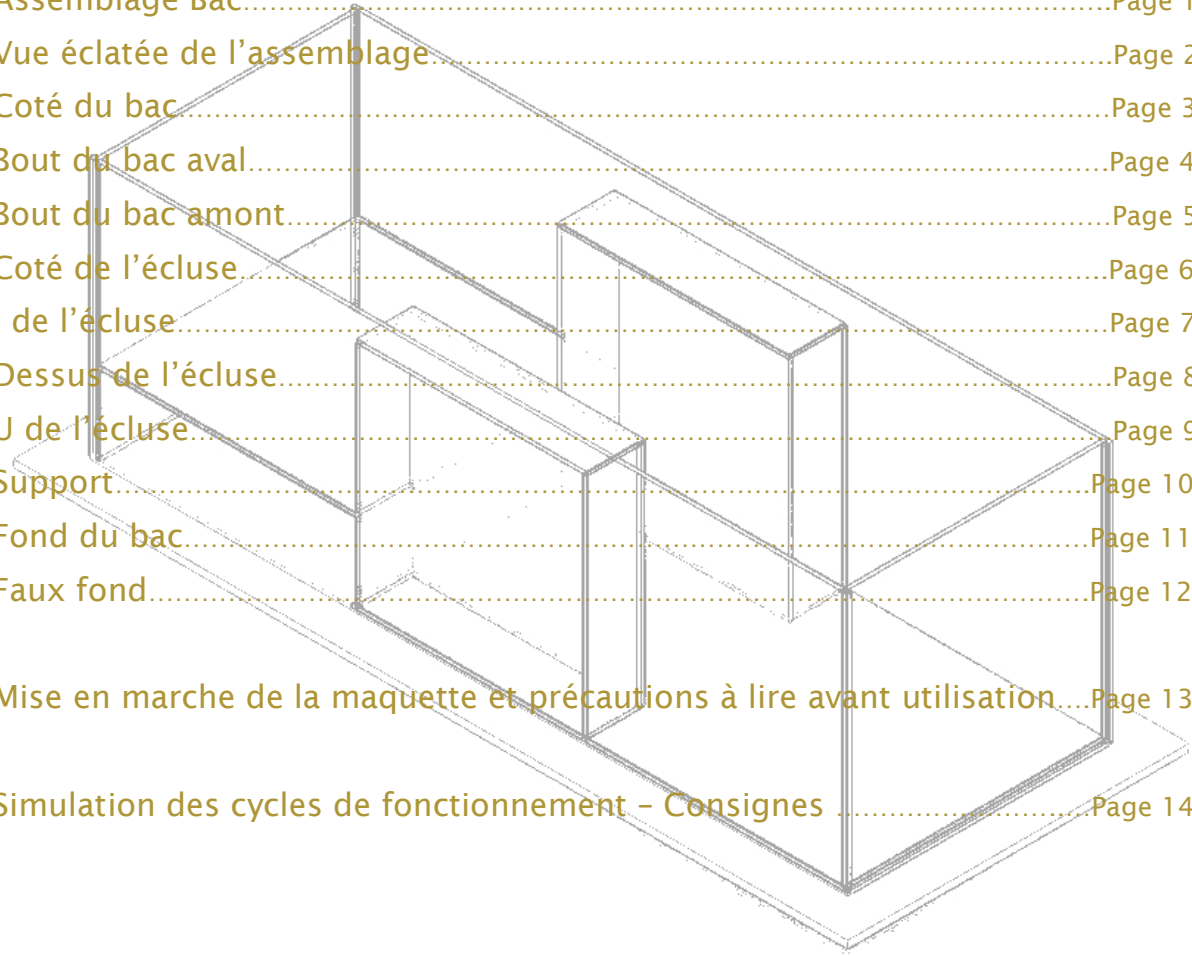 Assemblage Bac..........Page 1
Vue éclatée de l'assemblage..........Page 2
Coté du bac..........Page 3
Bout du bac aval..........Page 4
Bout du bac amont..........Page 5
Coté de l'écluse..........Page 6
de l'écluse..........Page 7
Dessus de l'écluse..........Page 8
U de l'écluse..........Page 9
Support..........Page 10
Fond du bac..........Page 11
Faux fond..........Page 12
Mise en marche de la maquette et précautions à lire avant utilisation....Page 13
Simulation des cycles de fonctionnement – Consignes ..........Page 14